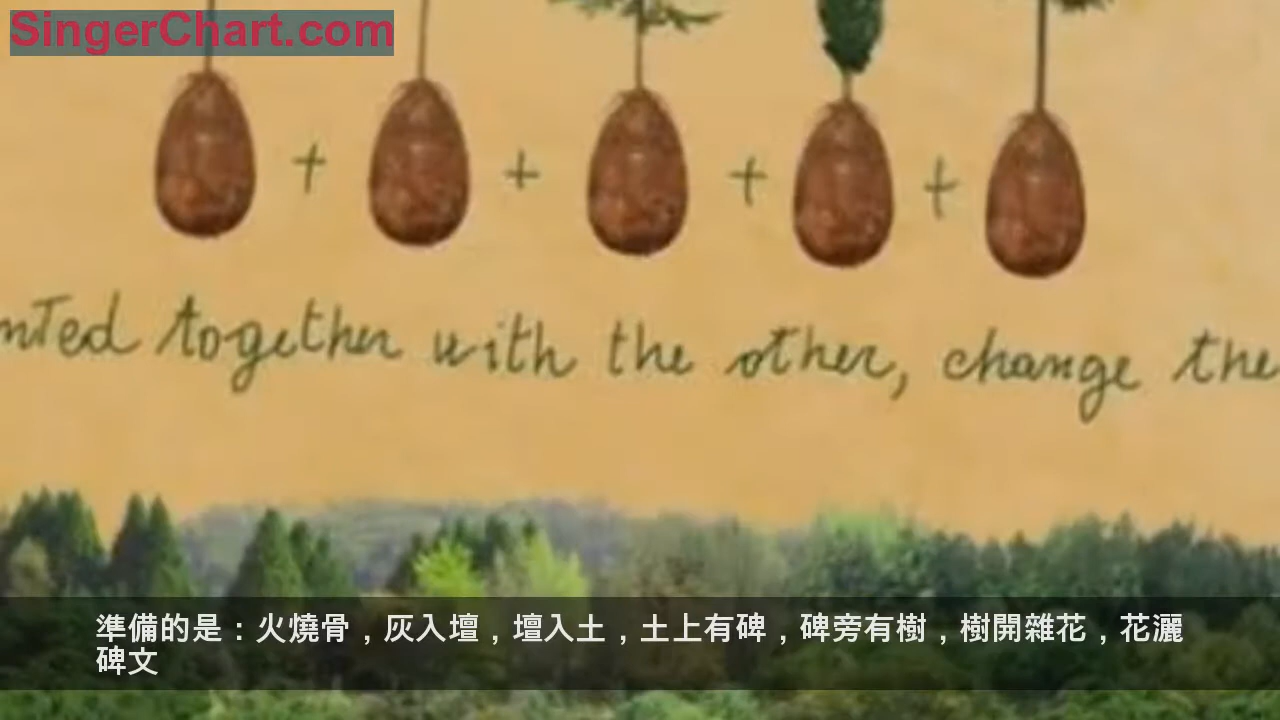 SingerChart.com
nted together with the other, change the
準備的是：火燒骨，灰入壇，壇入土，土上有碑，碑旁有樹，樹開雜花，花灑
碑文